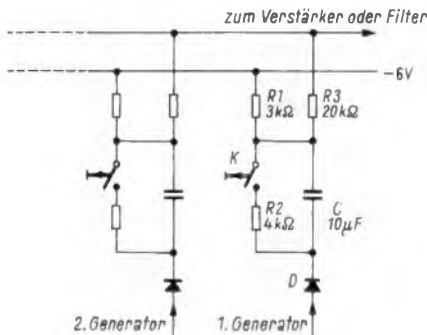 zum Verstärker oder Filter
-6V
R1
3kΩ
R3
20kΩ
K
R2
4kΩ
C
10µF
D
2. Generator
1. Generator